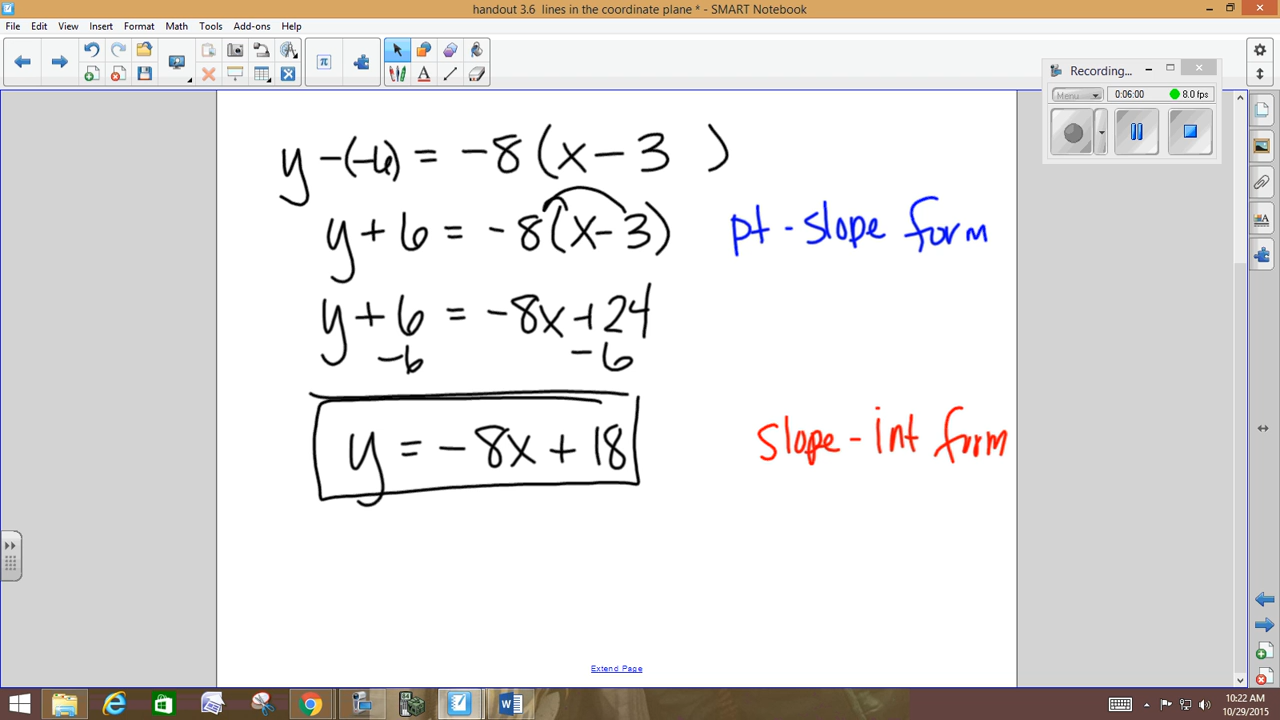 handout 3.6 lines in the coordinate plane * - SMART Notebook
File Edit View Insert Format Math Tools Add-ons Help
Recording...
Menu 0:06:00 8.0 fps
y -(-6) = -8(x - 3 )
y + 6 = -8(x - 3) pt - slope form
y + 6 = -8x + 24
-6 -6
y = -8x + 18 slope - int form
Extend Page
10:22 AM
10/29/2015